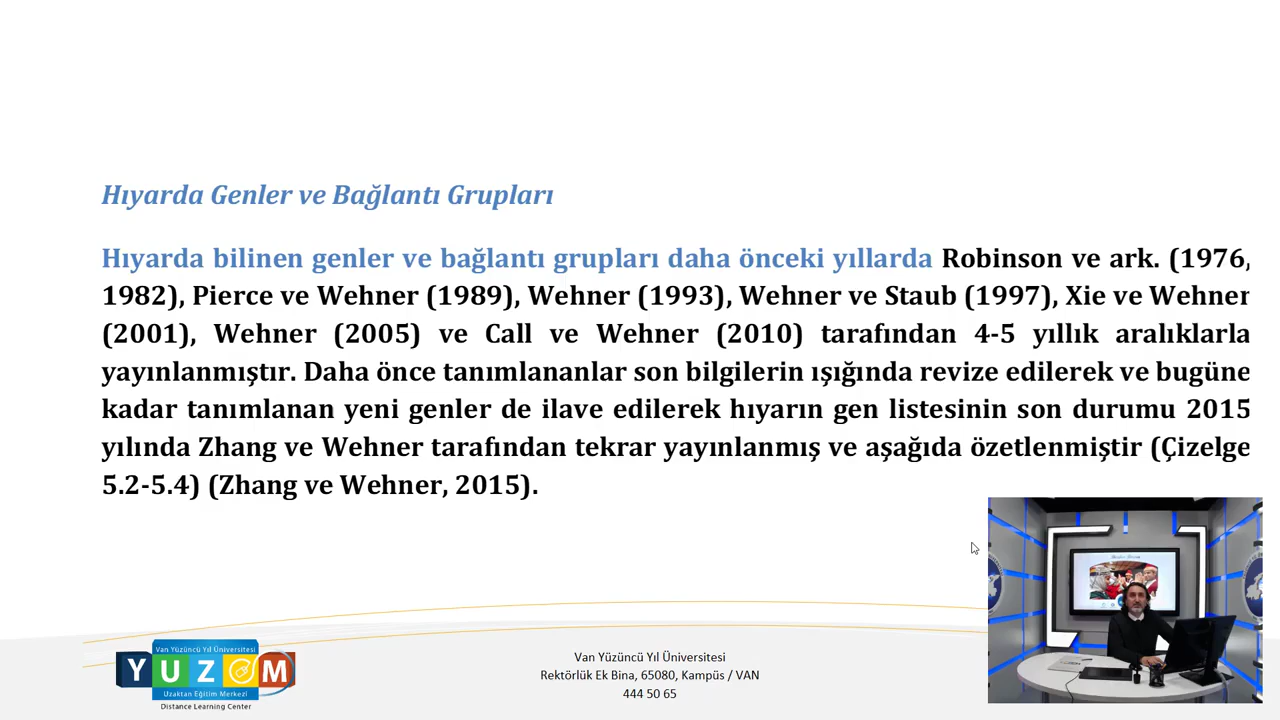 Hıyarda Genler ve Bağlantı Grupları
Hıyarda bilinen genler ve bağlantı grupları daha önceki yıllarda Robinson ve ark. (1976,
1982), Pierce ve Wehner (1989), Wehner (1993), Wehner ve Staub (1997), Xie ve Wehner
(2001), Wehner (2005) ve Call ve Wehner (2010) tarafından 4-5 yıllık aralıklarla
yayınlanmıştır. Daha önce tanımlananlar son bilgilerin ışığında revize edilerek ve bugüne
kadar tanımlanan yeni genler de ilave edilerek hıyarın gen listesinin son durumu 2015
yılında Zhang ve Wehner tarafından tekrar yayınlanmış ve aşağıda özetlenmiştir (Çizelge
5.2-5.4) (Zhang ve Wehner, 2015).
Van Yüzüncü Yıl Üniversitesi
YUZEM
Uzaktan Eğitim Merkezi
Distance Learning Center
Van Yüzüncü Yıl Üniversitesi
Rektörlük Ek Bina, 65080, Kampüs / VAN
444 50 65